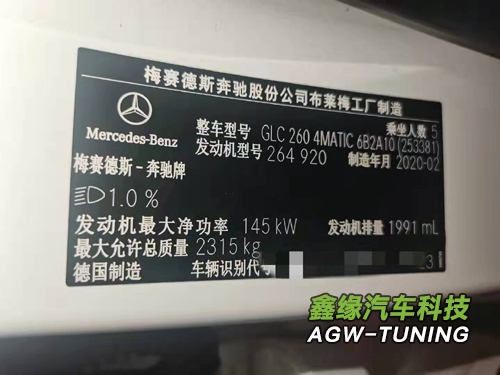 梅赛德斯奔驰股份公司布莱梅工厂制造
Mercedes-Benz
梅赛德斯-奔驰牌
乘坐人数 5
整车型号 GLC 260 4MATIC 6B2A10 (253381)
发动机型号 264 920 制造年月 2020-02
1.0 %
发动机最大净功率 145 kW 发动机排量 1991 mL
最大允许总质量 2315 kg
德国制造 车辆识别代号 23
鑫缘汽车科技
AGW-TUNING